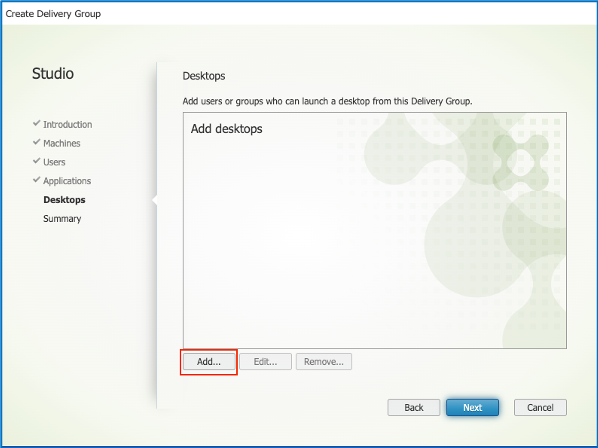 Create Delivery Group
Studio
Introduction
Machines
Users
Applications
Desktops
Summary
Desktops
Add users or groups who can launch a desktop from this Delivery Group.
Add desktops
Add... Edit... Remove...
Back Next Cancel